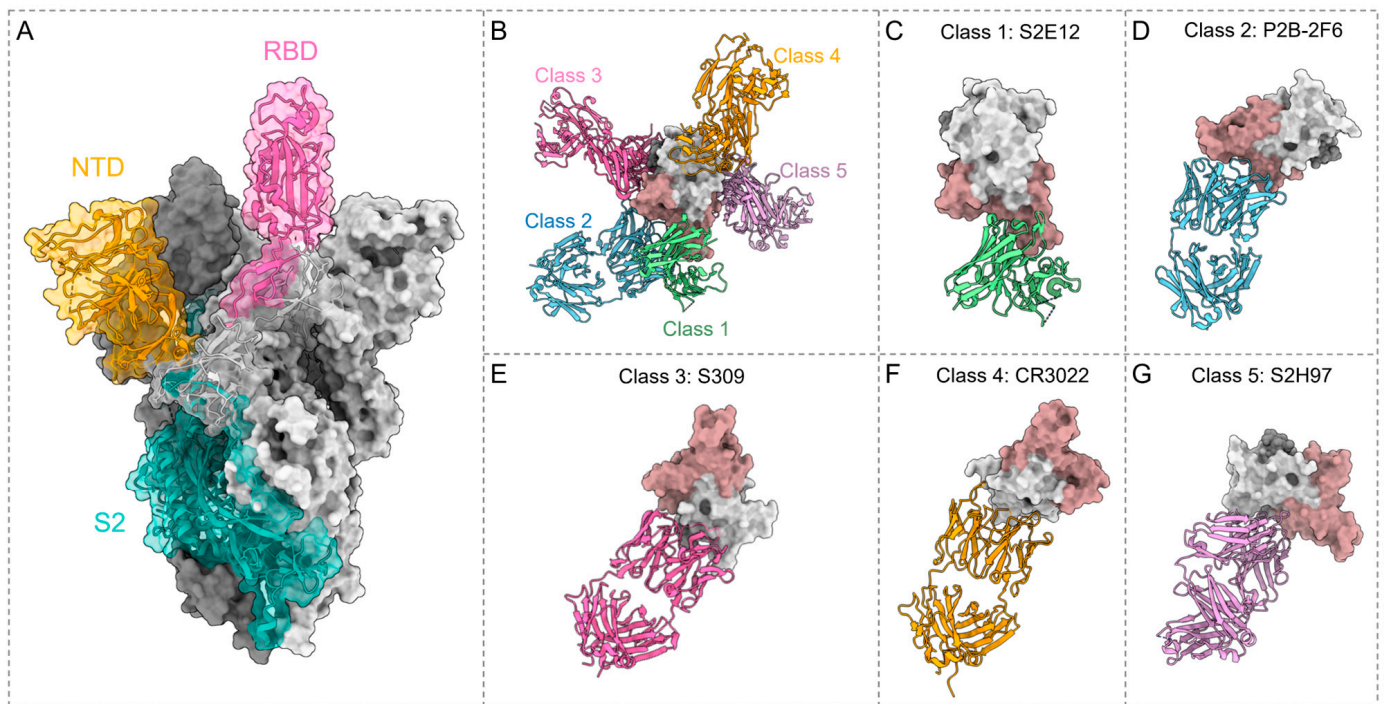 A
RBD
NTD
S2
B
Class 3
Class 4
Class 5
Class 2
Class 1
C
Class 1: S2E12
D
Class 2: P2B-2F6
E
Class 3: S309
F
Class 4: CR3022
G
Class 5: S2H97